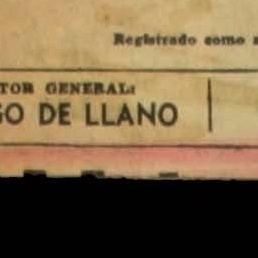 Registrado como
TOR GENERAL:
GO DE LLANO